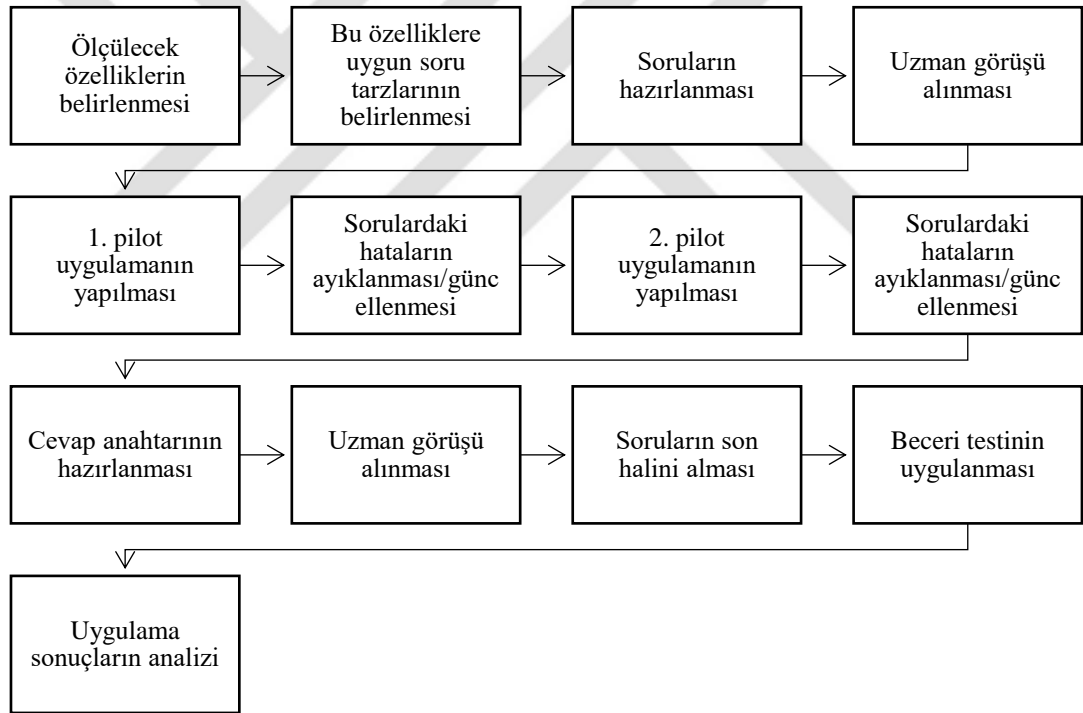 Ölçülecek
özelliklerin
belirlenmesi
Bu özelliklere
uygun soru
tarzlarının
belirlenmesi
Soruların
hazırlanması
Uzman görüşü
alınması
1. pilot
uygulamanın
yapılması
Sorulardaki
hataların
ayıklanması/günc
ellenmesi
2. pilot
uygulamanın
yapılması
Sorulardaki
hataların
ayıklanması/günc
ellenmesi
Cevap anahtarının
hazırlanması
Uzman görüşü
alınması
Soruların son
halini alması
Beceri testinin
uygulanması
Uygulama
sonuçların analizi